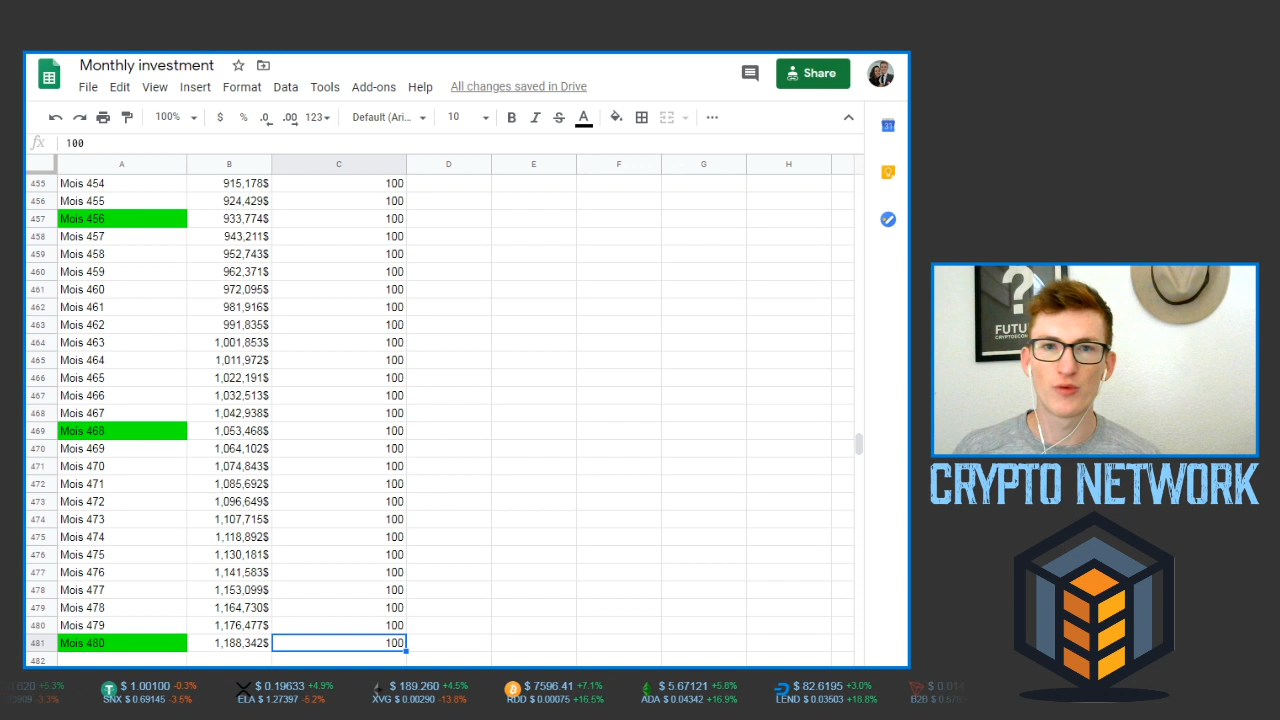 Monthly investment
File Edit View Insert Format Data Tools Add-ons Help All changes saved in Drive
Share
100% $ % .0 .00 123 Default (Ari... 10 B I S A
fx 100
A B C D E F G H
455 Mois 454 915,178$ 100
456 Mois 455 924,429$ 100
457 Mois 456 933,774$ 100
458 Mois 457 943,211$ 100
459 Mois 458 952,743$ 100
460 Mois 459 962,371$ 100
461 Mois 460 972,095$ 100
462 Mois 461 981,916$ 100
463 Mois 462 991,835$ 100
464 Mois 463 1,001,853$ 100
465 Mois 464 1,011,972$ 100
466 Mois 465 1,022,191$ 100
467 Mois 466 1,032,513$ 100
468 Mois 467 1,042,938$ 100
469 Mois 468 1,053,468$ 100
470 Mois 469 1,064,102$ 100
471 Mois 470 1,074,843$ 100
472 Mois 471 1,085,692$ 100
473 Mois 472 1,096,649$ 100
474 Mois 473 1,107,715$ 100
475 Mois 474 1,118,892$ 100
476 Mois 475 1,130,181$ 100
477 Mois 476 1,141,583$ 100
478 Mois 477 1,153,099$ 100
479 Mois 478 1,164,730$ 100
480 Mois 479 1,176,477$ 100
481 Mois 480 1,188,342$ 100
482
31
?
FUTU
CRYPTOECON
CRYPTO NETWORK
+5.3% $ 1.00100 -0.3% $ 0.19633 +4.9% $ 189.260 +4.5% $ 7596.41 +7.1% $ 5.67121 +5.8% $ 82.6195 +3.0% $ 0.01
-3.3% SNX $ 0.69145 -3.5% ELA $ 1.27397 -5.2% XVG $ 0.00290 -13.6% RDD $ 0.00075 +16.5% ADA $ 0.04342 +16.9% LEND $ 0.03503 +18.8% B2B